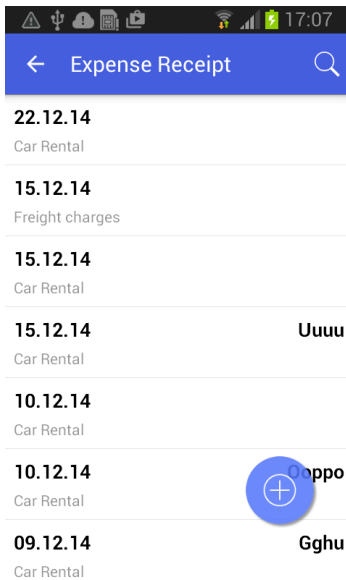 17:07
Expense Receipt
22.12.14
Car Rental
15.12.14
Freight charges
15.12.14
Car Rental
15.12.14 Uuuu
Car Rental
10.12.14
Car Rental
10.12.14 Ooppo
Car Rental
09.12.14 Gghu
Car Rental